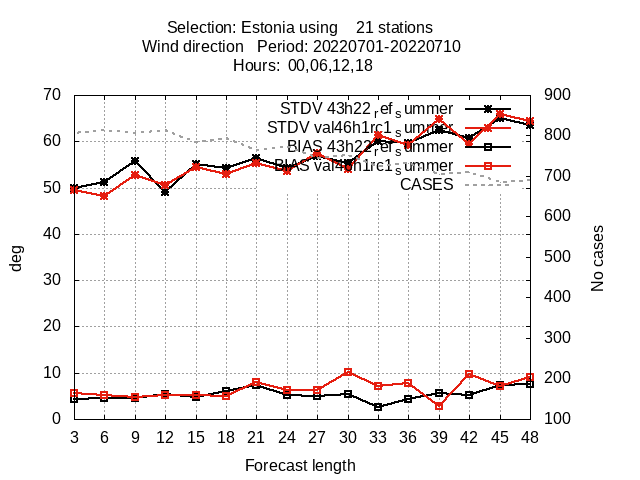 Selection: Estonia using    21 stations
Wind direction   Period: 20220701-20220710
Hours:  00,06,12,18
70 900
STDV 43h22_ref_summer
STDV val46h1rc1_summer
60 800
BIAS 43h22_ref_summer
BIAS val46h1rc1_summer
700
CASES
50
600
40
500
deg
No cases
30 400
20 300
10 200
0 100
3 6 9 12 15 18 21 24 27 30 33 36 39 42 45 48
Forecast length